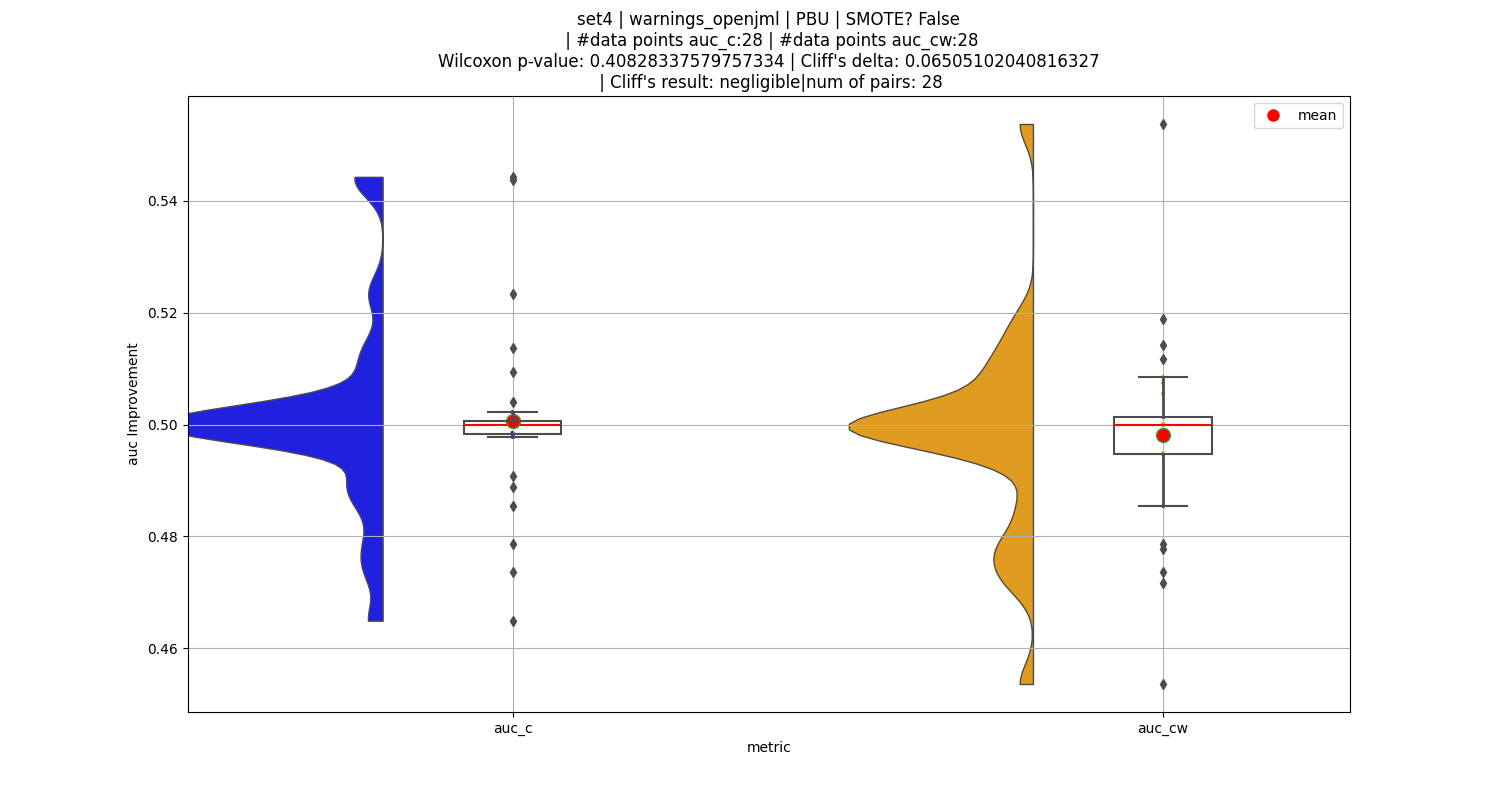 set4 | warnings_openjml | PBU | SMOTE? False
| #data points auc_c:28 | #data points auc_cw:28
Wilcoxon p-value: 0.40828337579757334 | Cliff's delta: 0.06505102040816327
| Cliff's result: negligible|num of pairs: 28
mean
0.54
0.52
0.50
0.48
0.46
auc Improvement
auc_c
auc_cw
metric